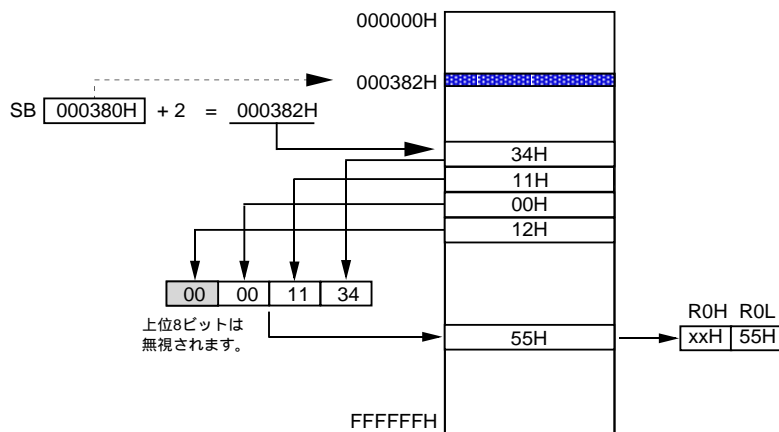 000000H
000382H
SB 000380H + 2 = 000382H
34H
11H
00H
12H
00 00 11 34
上位8ビットは
無視されます。
R0H R0L
55H
xxH 55H
FFFFFFH